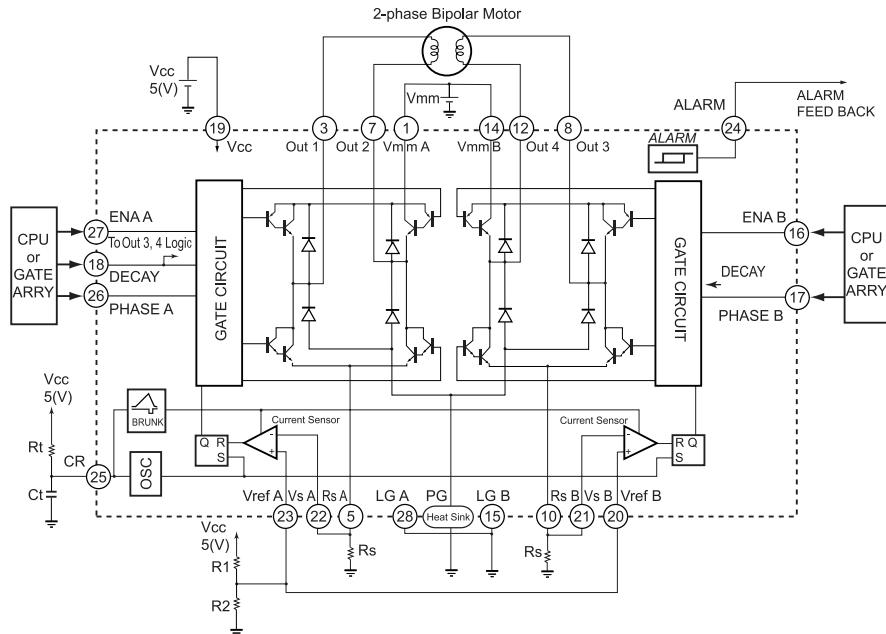 2-phase Bipolar Motor
Vcc
5(V)
Vmm
ALARM
ALARM
FEED BACK
19
3
7
1
14
12
8
24
Vcc
Out 1
Out 2
Vmm A
Vmm B
Out 4
Out 3
ALARM
CPU
or
GATE
ARRY
27
ENA A
To Out 3, 4 Logic
18
DECAY
26
PHASE A
GATE CIRCUIT
GATE CIRCUIT
ENA B
16
DECAY
17
PHASE B
CPU
or
GATE
ARRY
Vcc
5(V)
Rt
CR
25
Ct
BRUNK
OSC
Q R
S
Current Sensor
-
+
Current Sensor
-
+
R Q
S
Vref A
Vs A
Rs A
LG A
PG
LG B
Rs B
Vs B
Vref B
23
22
5
28
Heat Sink
15
10
21
20
Vcc
5(V)
R1
R2
Rs
Rs